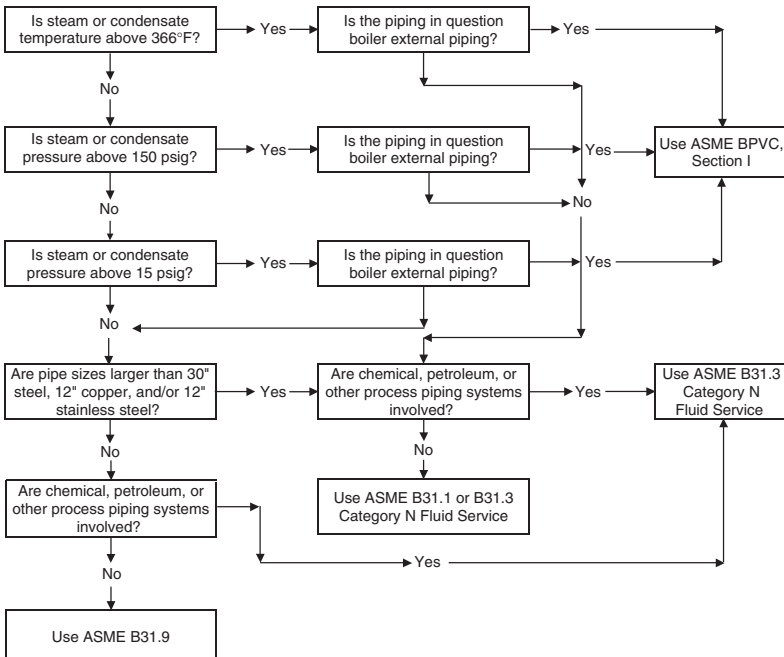 Is steam or condensate
temperature above 366°F?
Yes
Is the piping in question
boiler external piping?
Yes
No
Is steam or condensate
pressure above 150 psig?
Yes
Is the piping in question
boiler external piping?
Yes
Use ASME BPVC,
Section I
No
No
Is steam or condensate
pressure above 15 psig?
Yes
Is the piping in question
boiler external piping?
Yes
No
Are pipe sizes larger than 30"
steel, 12" copper, and/or 12"
stainless steel?
Yes
Are chemical, petroleum, or
other process piping systems
involved?
Yes
Use ASME B31.3
Category N
Fluid Service
No
No
Are chemical, petroleum, or
other process piping systems
involved?
Use ASME B31.1 or B31.3
Category N Fluid Service
Yes
No
Use ASME B31.9